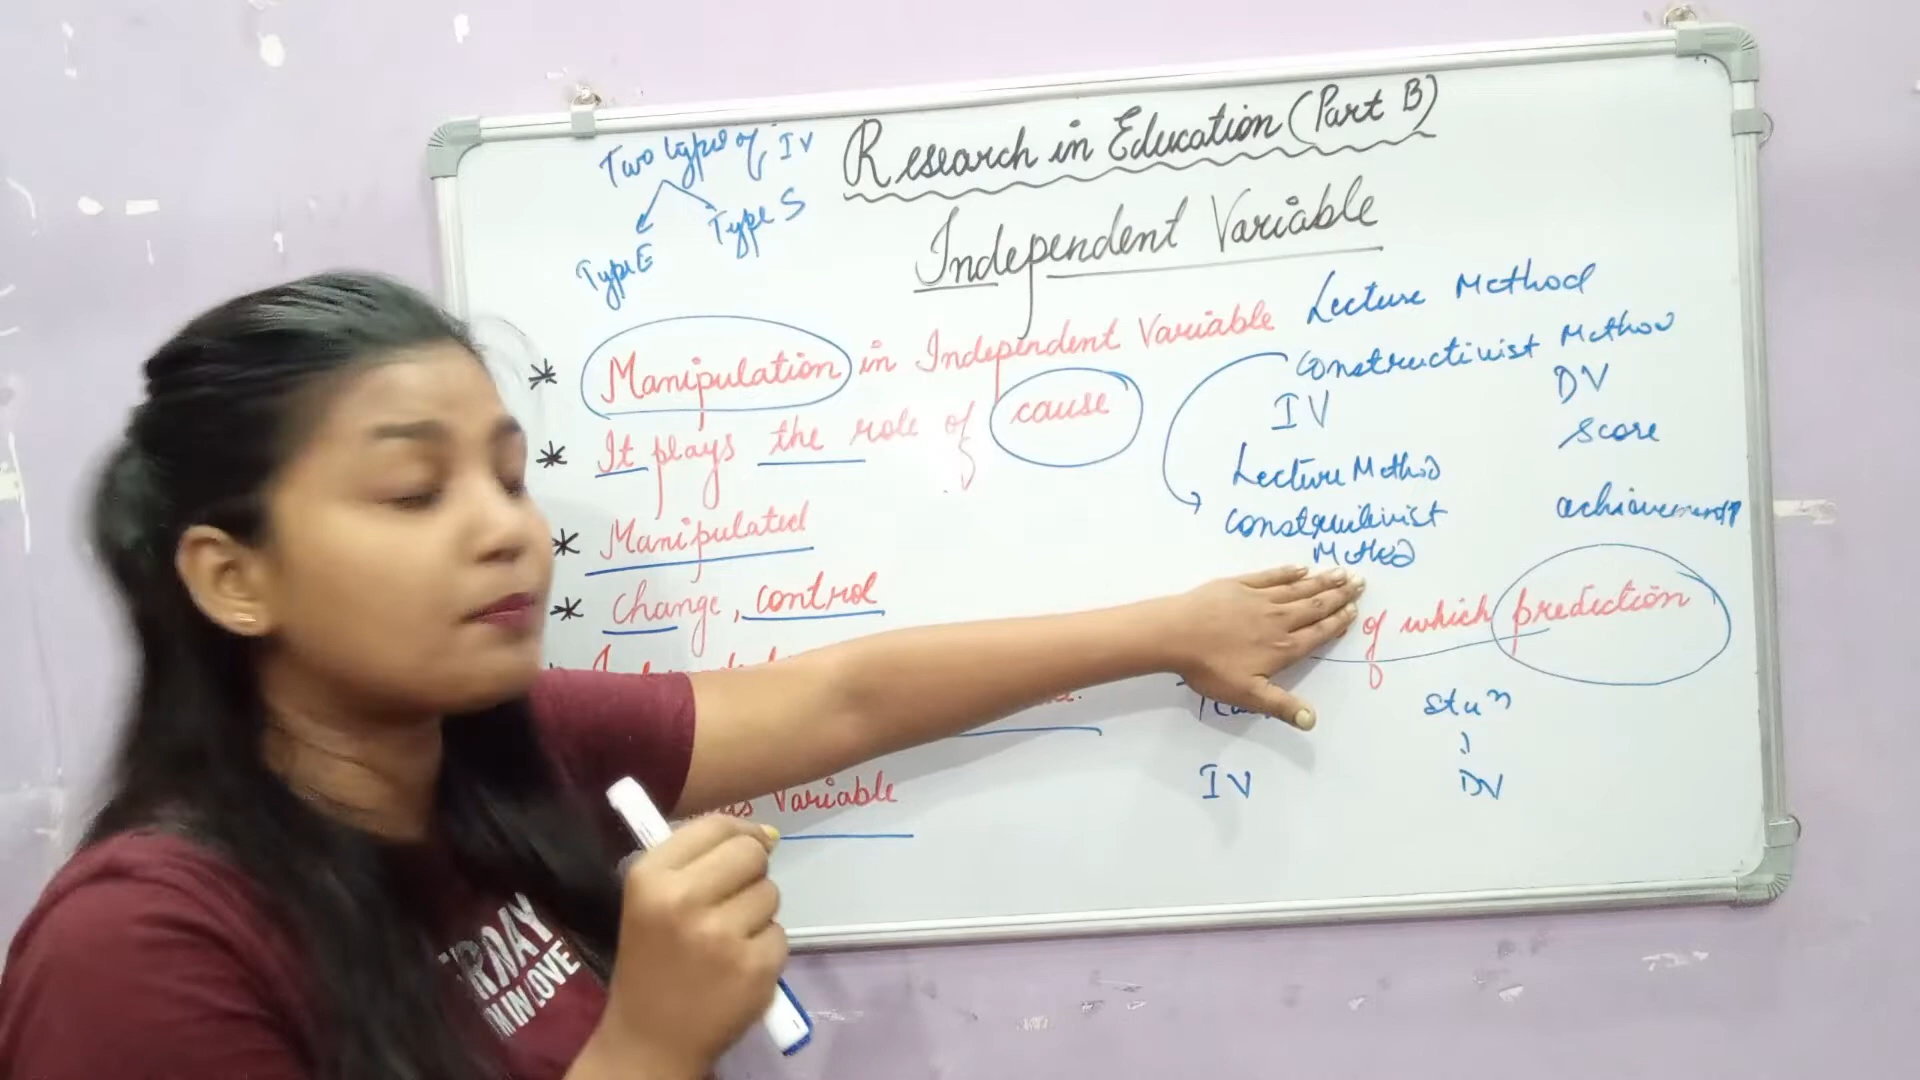 Research in Education (Part B)
Two types of IV
Type E
Type S
Independent Variable
* Manipulation in Independent Variable
* It plays the role of cause
* Manipulated
* Change, control
of which prediction
Variable
Lecture Method
Constructivist Method
IV
DV
Lecture Method
Constructivist
Method
Score
achievement
IV
DV
IN LOVE